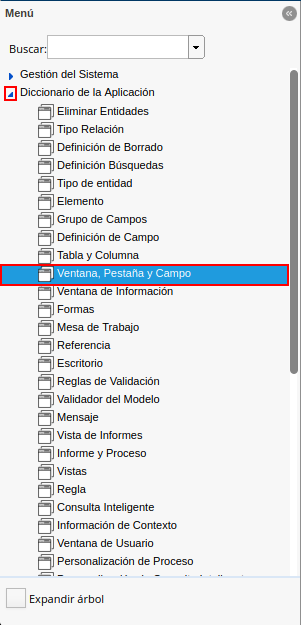 Menú
Buscar:
Gestión del Sistema
Diccionario de la Aplicación
Eliminar Entidades
Tipo Relación
Definición de Borrado
Definición Búsquedas
Tipo de entidad
Elemento
Grupo de Campos
Definición de Campo
Tabla y Columna
Ventana, Pestaña y Campo
Ventana de Información
Formas
Mesa de Trabajo
Referencia
Escritorio
Reglas de Validación
Validador del Modelo
Mensaje
Vista de Informes
Informe y Proceso
Vistas
Regla
Consulta Inteligente
Información de Contexto
Ventana de Usuario
Personalización de Proceso
Expandir árbol